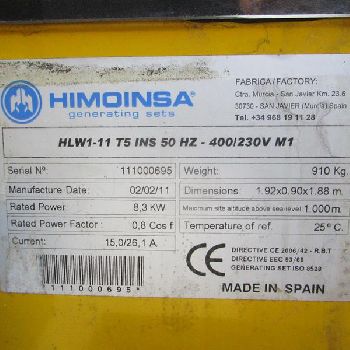 HIMOINSA®
generating sets
FABRICA/FACTORY:
Ctra. Murcia - San Javier Km. 23,6
30730 - SAN JAVIER (Murcia) Spain
Tel. +34 968 19 11 28
HLW1-11 T5 INS 50 HZ - 400/230V M1
Serial Nº: 111000695 Weight: 910 Kg.
Manufacture Date: 02/02/11 Dimensions: 1.92x0.90x1.88 m.
Rated Power 8,3 KW Maximum site altitude above sea-level 1.000m.
Rated Power Factor: 0,8 Cos f Temperature of ref.: 25º C.
Current: 15,0/26,1 A.
*111000695*
CE
DIRECTIVE CE 2006/42 - R.B.T
DIRECTIVE EEC 93/68
GENERATING SET ISO 8528
MADE IN SPAIN